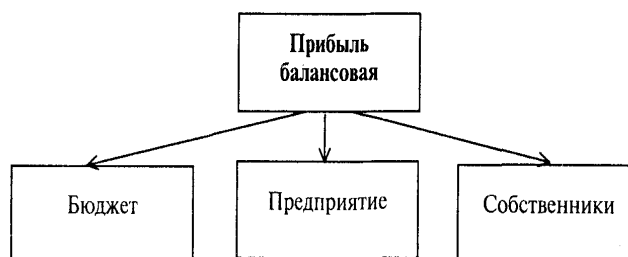 Прибыль
балансовая
Бюджет
Предприятие
Собственники